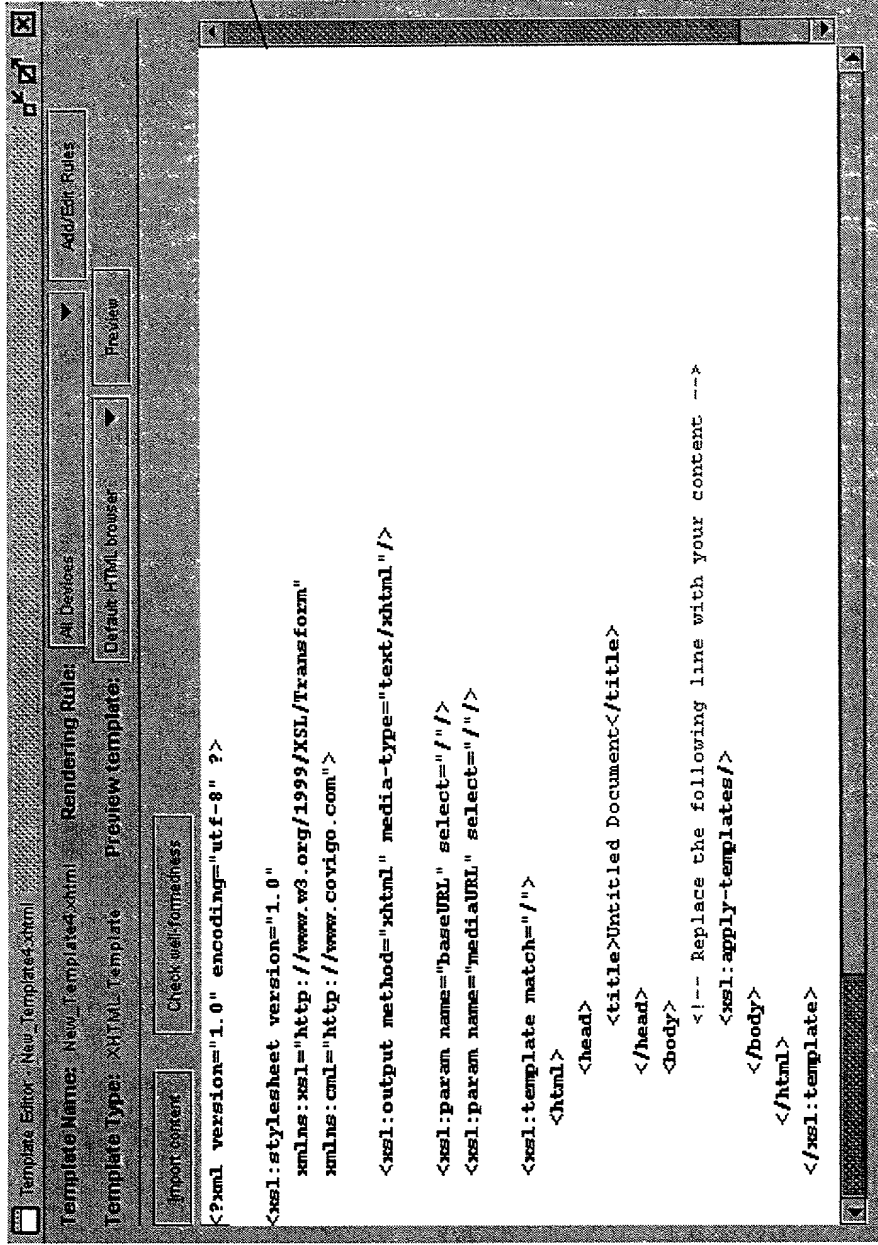 Template Editor - New_Template4.xhtml
Template Name: New_Template4.xhtml Rendering Rule: All Devices Add/Edit Rules
Template Type: XHTML Template Preview template: Default HTML browser Preview
Import content Check well-formedness
<?xml version="1.0" encoding="utf-8" ?>
<xsl:stylesheet version="1.0"
xmlns:xsl="http://www.w3.org/1999/XSL/Transform"
xmlns:cml="http://www.covigo.com">
<xsl:output method="xhtml" media-type="text/xhtml"/>
<xsl:param name="baseURL" select="/"/>
<xsl:param name="mediaURL" select="/"/>
<xsl:template match="/">
<html>
<head>
<title>Untitled Document</title>
</head>
<body>
<!-- Replace the following line with your content -->
<xsl:apply-templates/>
</body>
</html>
</xsl:template>